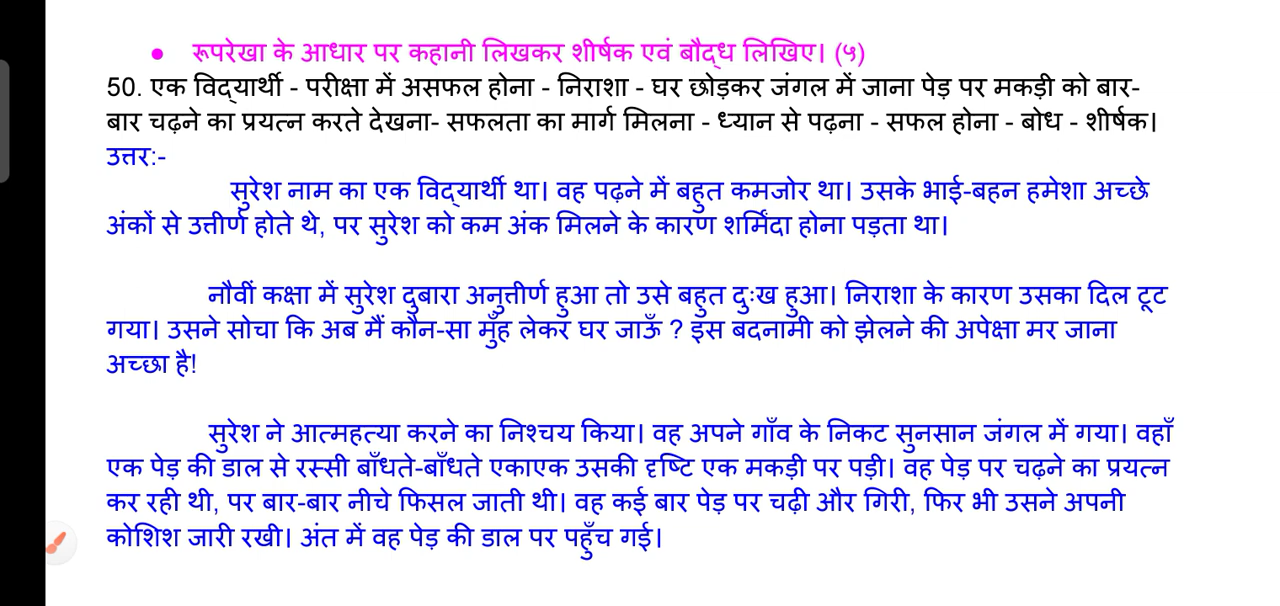 • रूपरेखा के आधार पर कहानी लिखकर शीर्षक एवं बौद्ध लिखिए। (५)
50. एक विद्यार्थी - परीक्षा में असफल होना - निराशा - घर छोड़कर जंगल में जाना पेड़ पर मकड़ी को बार-
बार चढ़ने का प्रयत्न करते देखना- सफलता का मार्ग मिलना - ध्यान से पढ़ना - सफल होना - बोध - शीर्षक।
उत्तर:-
सुरेश नाम का एक विद्यार्थी था। वह पढ़ने में बहुत कमजोर था। उसके भाई-बहन हमेशा अच्छे
अंकों से उत्तीर्ण होते थे, पर सुरेश को कम अंक मिलने के कारण शर्मिंदा होना पड़ता था।
नौवीं कक्षा में सुरेश दुबारा अनुत्तीर्ण हुआ तो उसे बहुत दुःख हुआ। निराशा के कारण उसका दिल टूट
गया। उसने सोचा कि अब मैं कौन-सा मुँह लेकर घर जाऊँ ? इस बदनामी को झेलने की अपेक्षा मर जाना
अच्छा है!
सुरेश ने आत्महत्या करने का निश्चय किया। वह अपने गाँव के निकट सुनसान जंगल में गया। वहाँ
एक पेड़ की डाल से रस्सी बाँधते-बाँधते एकाएक उसकी दृष्टि एक मकड़ी पर पड़ी। वह पेड़ पर चढ़ने का प्रयत्न
कर रही थी, पर बार-बार नीचे फिसल जाती थी। वह कई बार पेड़ पर चढ़ी और गिरी, फिर भी उसने अपनी
कोशिश जारी रखी। अंत में वह पेड़ की डाल पर पहुँच गई।